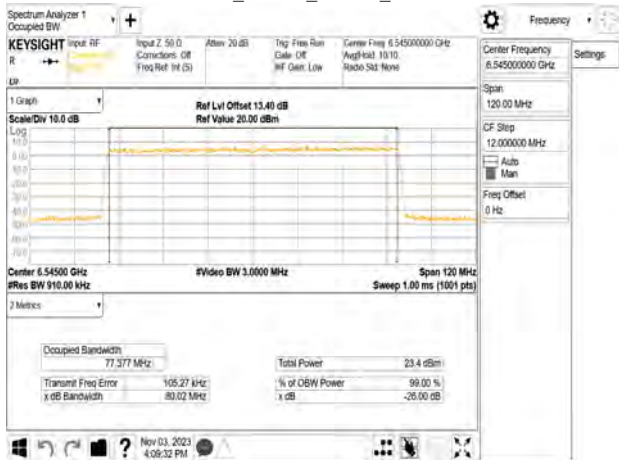 Spectrum Analyzer 1
Occupied BW
+
Frequency
KEYSIGHT
R
Input: RF
Input Z: 50 Ω
Corrections: Off
Freq Ref: Int (S)
Atten: 20 dB
Trig: Free Run
Gate: Off
#IF Gain: Low
Center Freq: 6.545000000 GHz
Avg|Hold: 10/10
Radio Std: None
Center Frequency
6.545000000 GHz
Settings
Span
120.00 MHz
CF Step
12.000000 MHz
Auto
Man
Freq Offset
0 Hz
1 Graph
Scale/Div 10.0 dB
Ref Lvl Offset 13.40 dB
Ref Value 20.00 dBm
Log
10.0
0.00
Center 6.54500 GHz
#Res BW 910.00 kHz
#Video BW 3.0000 MHz
Span 120 MHz
Sweep 1.00 ms (1001 pts)
2 Metrics
Occupied Bandwidth
77.377 MHz
Total Power
23.4 dBm
Transmit Freq Error
105.27 kHz
% of OBW Power
99.00 %
x dB Bandwidth
80.02 MHz
x dB
-26.00 dB
?
Nov 03, 2023
4:09:32 PM